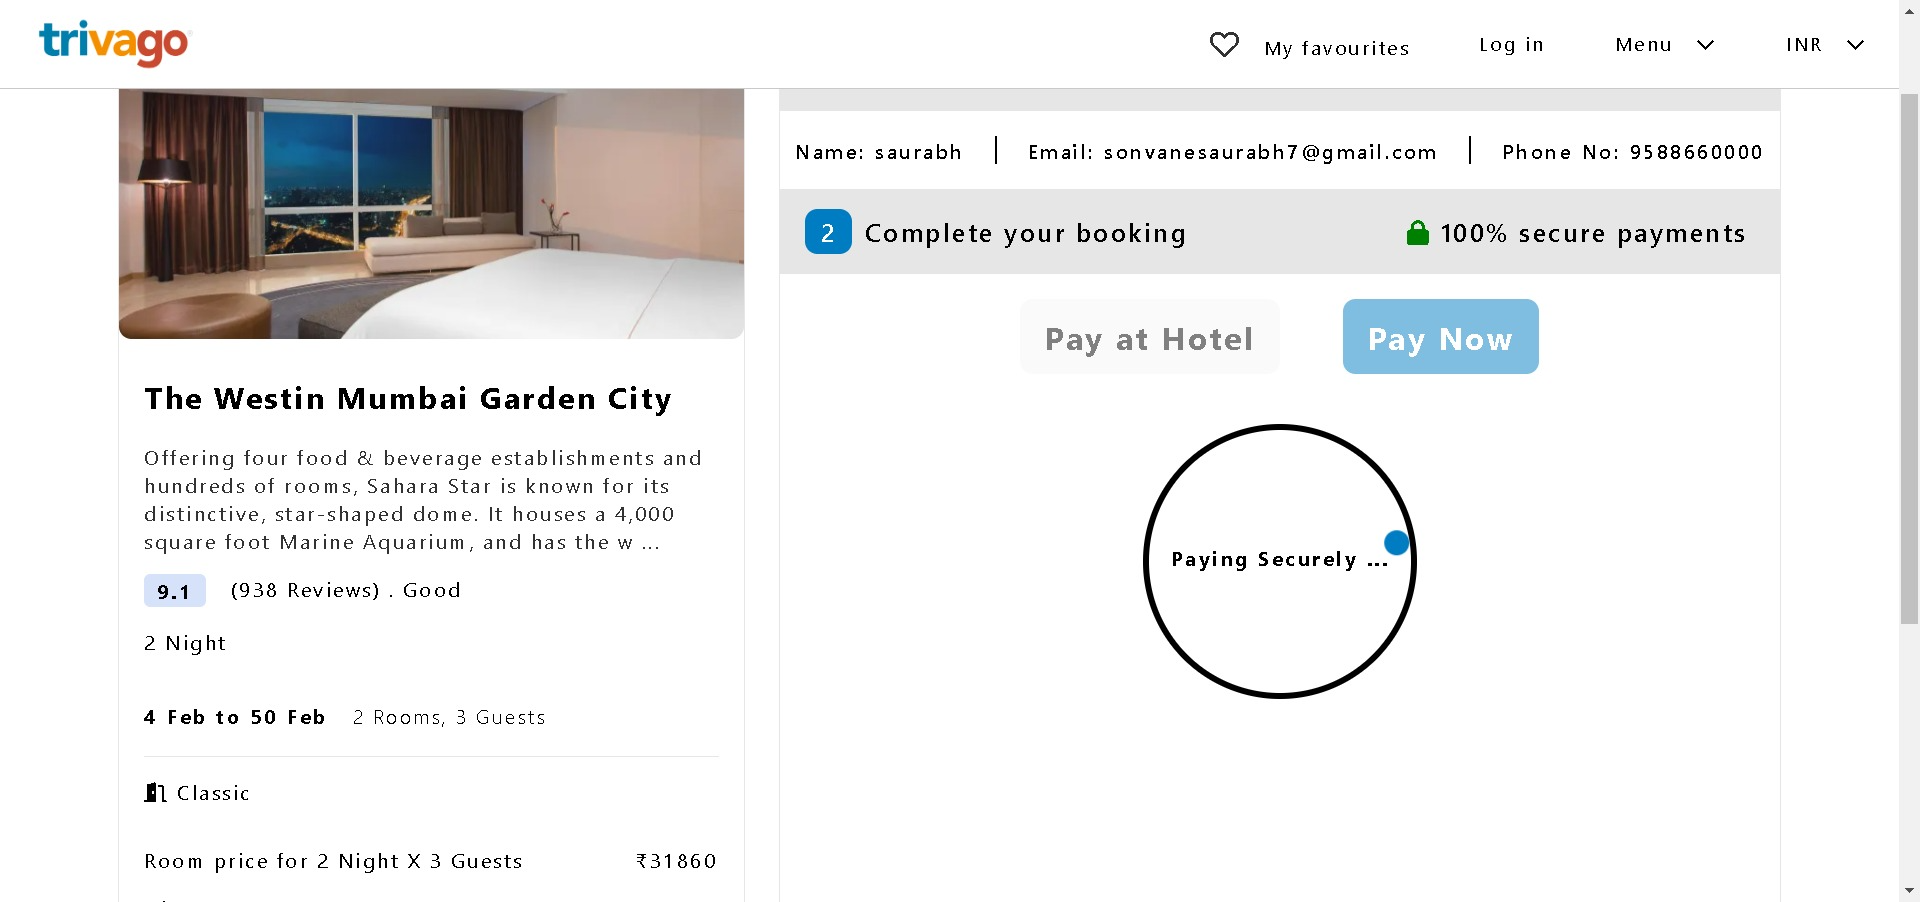 trivago
My favourites
Log in
Menu
INR
Name: saurabh
Email: sonvanesaurabh7@gmail.com
Phone No: 9588660000
2 Complete your booking
100% secure payments
Pay at Hotel
Pay Now
Paying Securely ...
The Westin Mumbai Garden City
Offering four food & beverage establishments and
hundreds of rooms, Sahara Star is known for its
distinctive, star-shaped dome. It houses a 4,000
square foot Marine Aquarium, and has the w ...
9.1 (938 Reviews) . Good
2 Night
4 Feb to 50 Feb 2 Rooms, 3 Guests
Classic
Room price for 2 Night X 3 Guests ₹31860